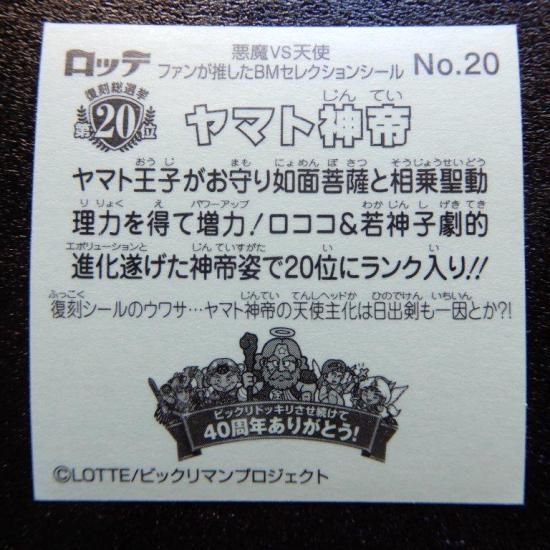 ロッテ
悪魔VS天使
ファンが推したBMセレクションシール
No.20
復刻総選挙
第20位
じん てい
ヤマト神帝
おう じ まも にょめん ぼ さつ そうじょうせいどう
ヤマト王子がお守り如面菩薩と相乗聖動
り りょく え パワーアップ わか じん し げき てき
理力を得て増力!ロココ&若神子劇的
エボリューションと じん ていすがた い い
進化遂げた神帝姿で20位にランク入り!!
ふっこく じんてい てんしヘッドか ひのでけん いちいん
復刻シールのウワサ…ヤマト神帝の天使主化は日出剣も一因とか?!
ビックリドッキリさせ続けて
40周年ありがとう!
©LOTTE/ビックリマンプロジェクト